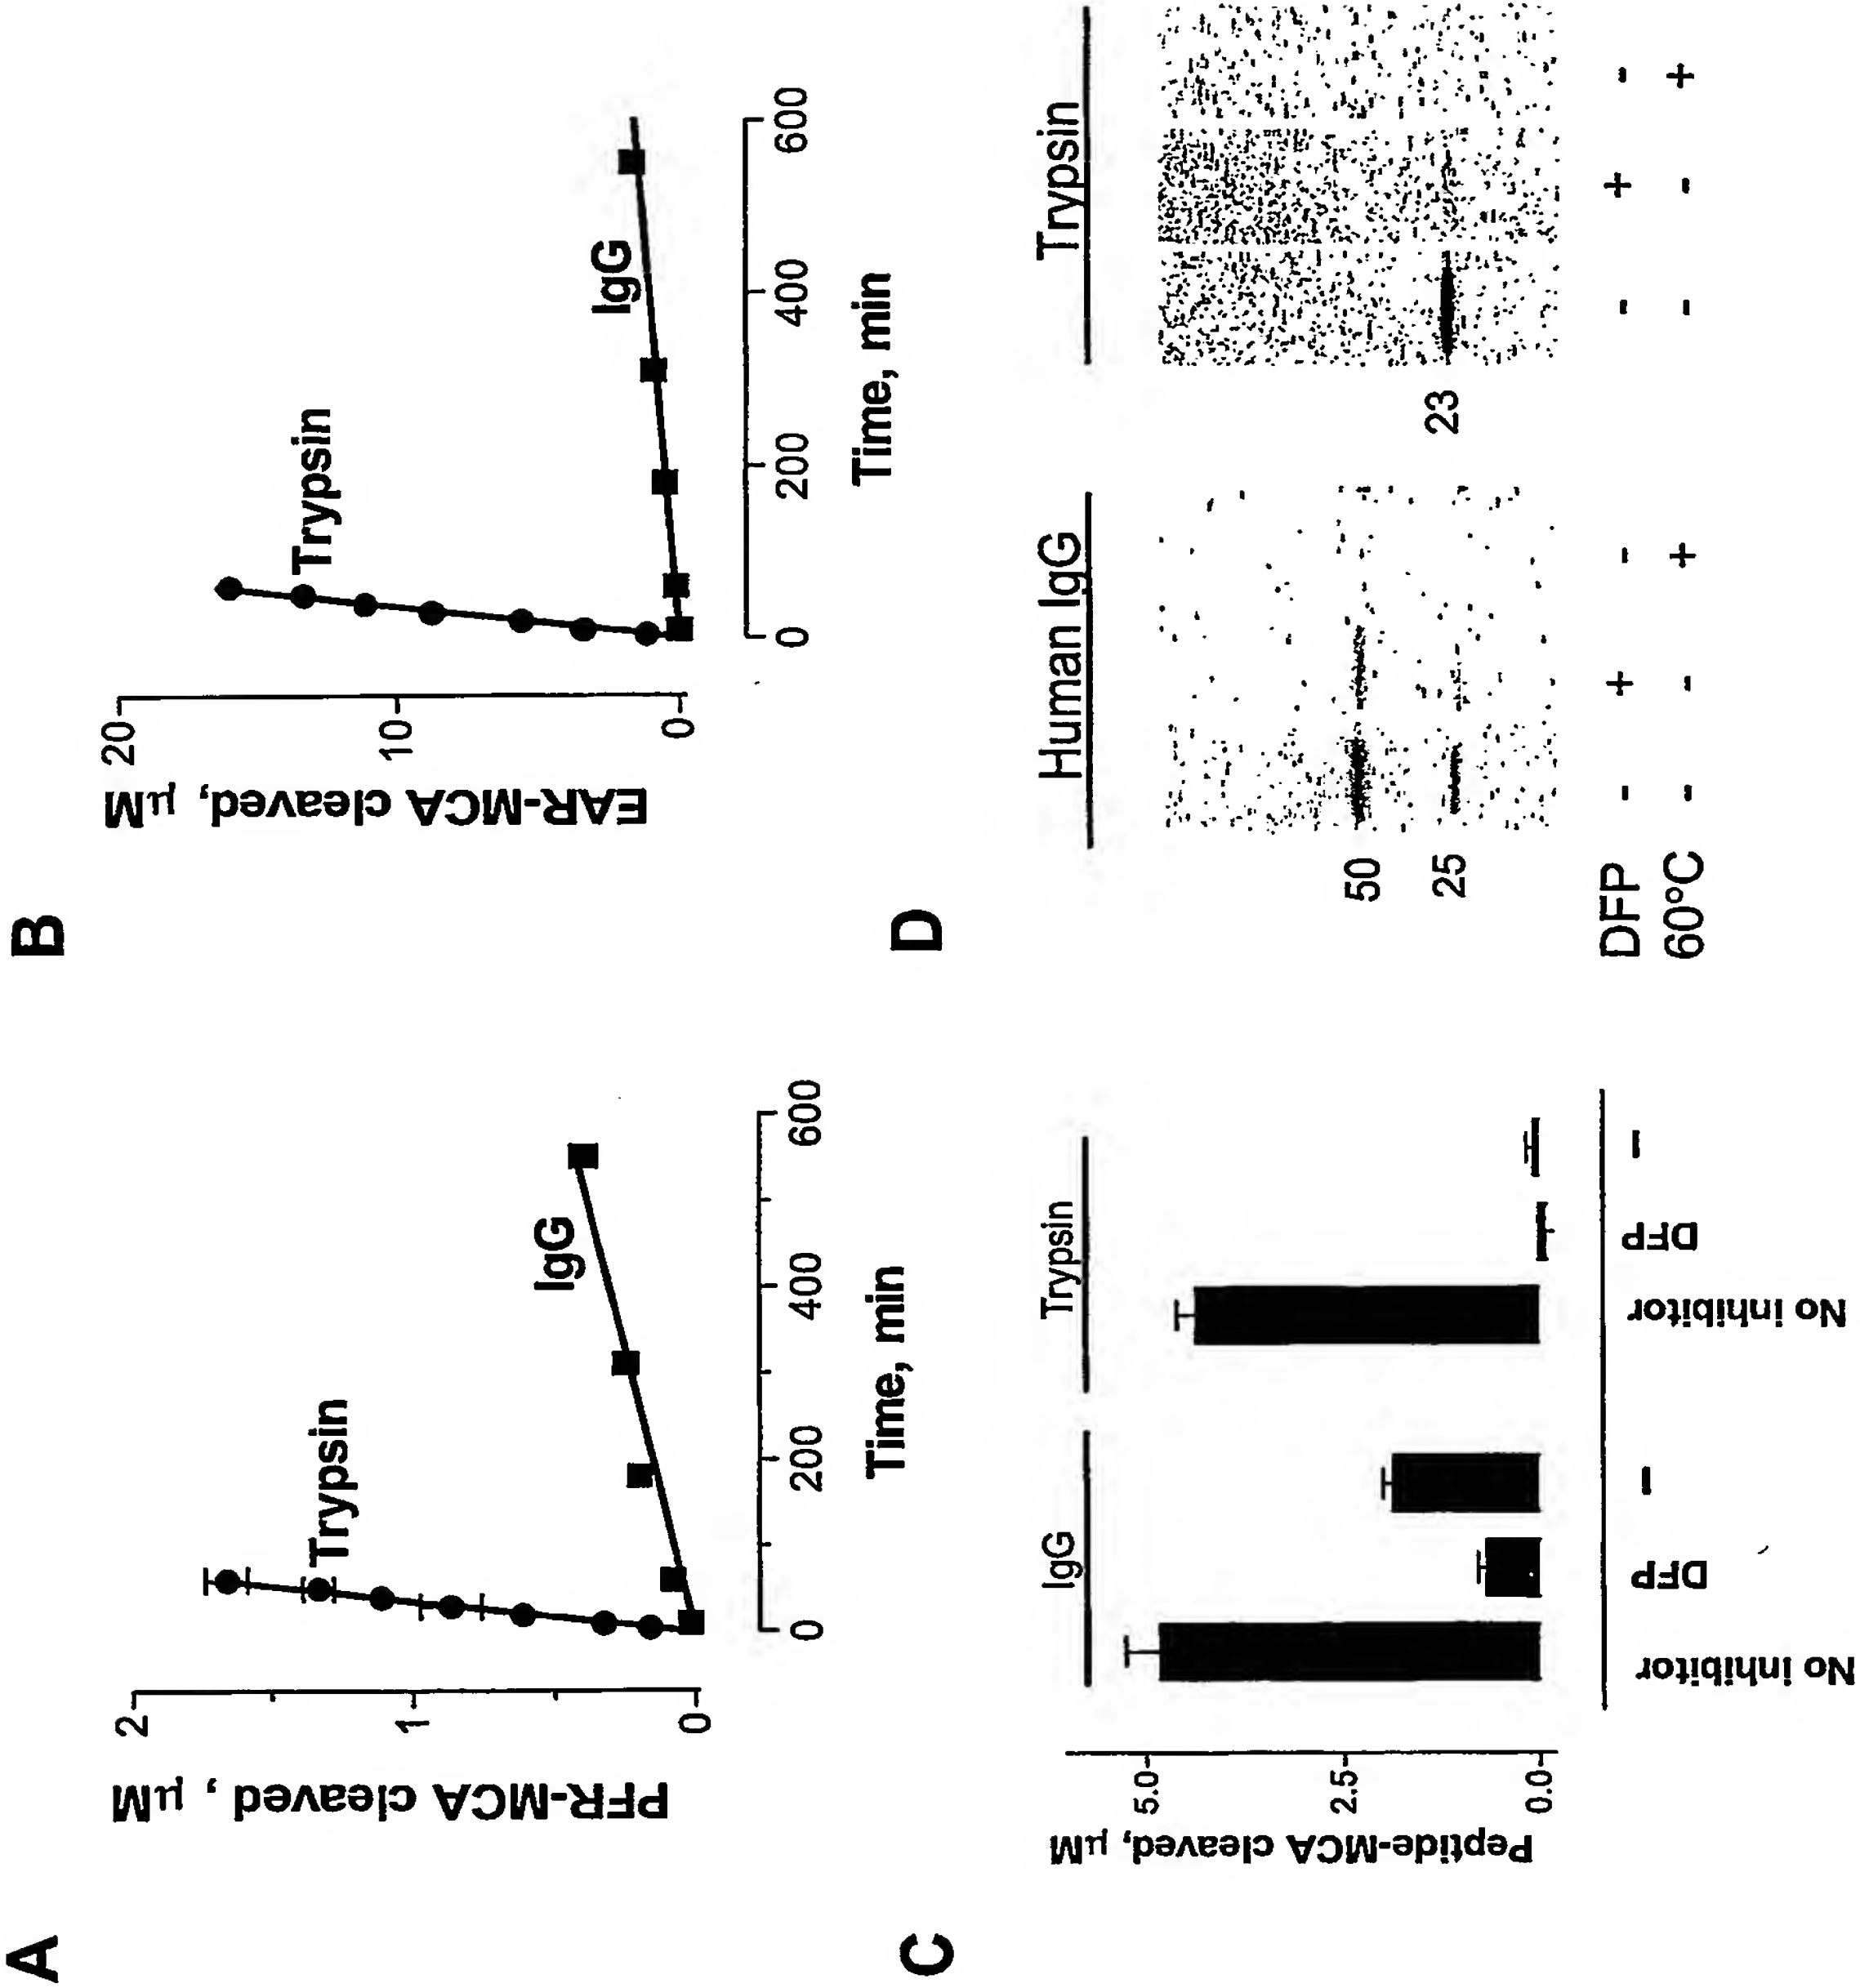 A
PFR-MCA cleaved , μM
2
1
0
Trypsin
IgG
0 200 400 600
Time, min
B
EAR-MCA cleaved, μM
20
10
0
Trypsin
IgG
0 200 400 600
Time, min
C
Peptide-MCA cleaved, μM
5.0
2.5
0.0
IgG Trypsin
No inhibitor DFP I No inhibitor DFP I
D
Human IgG Trypsin
50
25
23
DFP - + - - + -
60°C - - + - - +